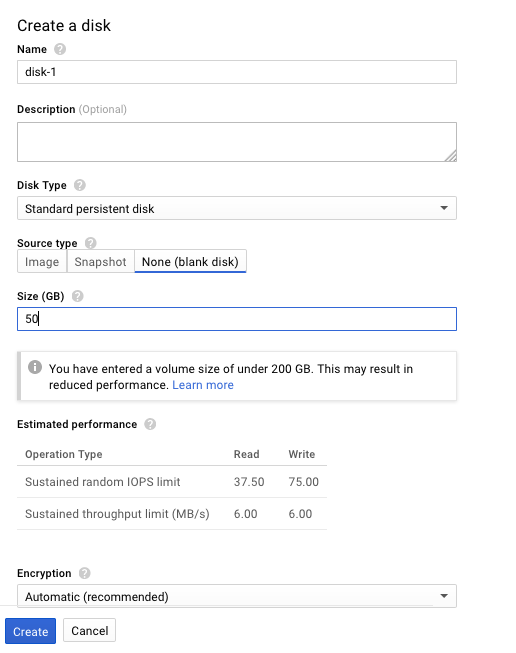 Create a disk
Name
disk-1
Description (Optional)
Disk Type
Standard persistent disk
Source type
Image Snapshot None (blank disk)
Size (GB)
50
You have entered a volume size of under 200 GB. This may result in
reduced performance. Learn more
Estimated performance
Operation Type Read Write
Sustained random IOPS limit 37.50 75.00
Sustained throughput limit (MB/s) 6.00 6.00
Encryption
Automatic (recommended)
Create Cancel